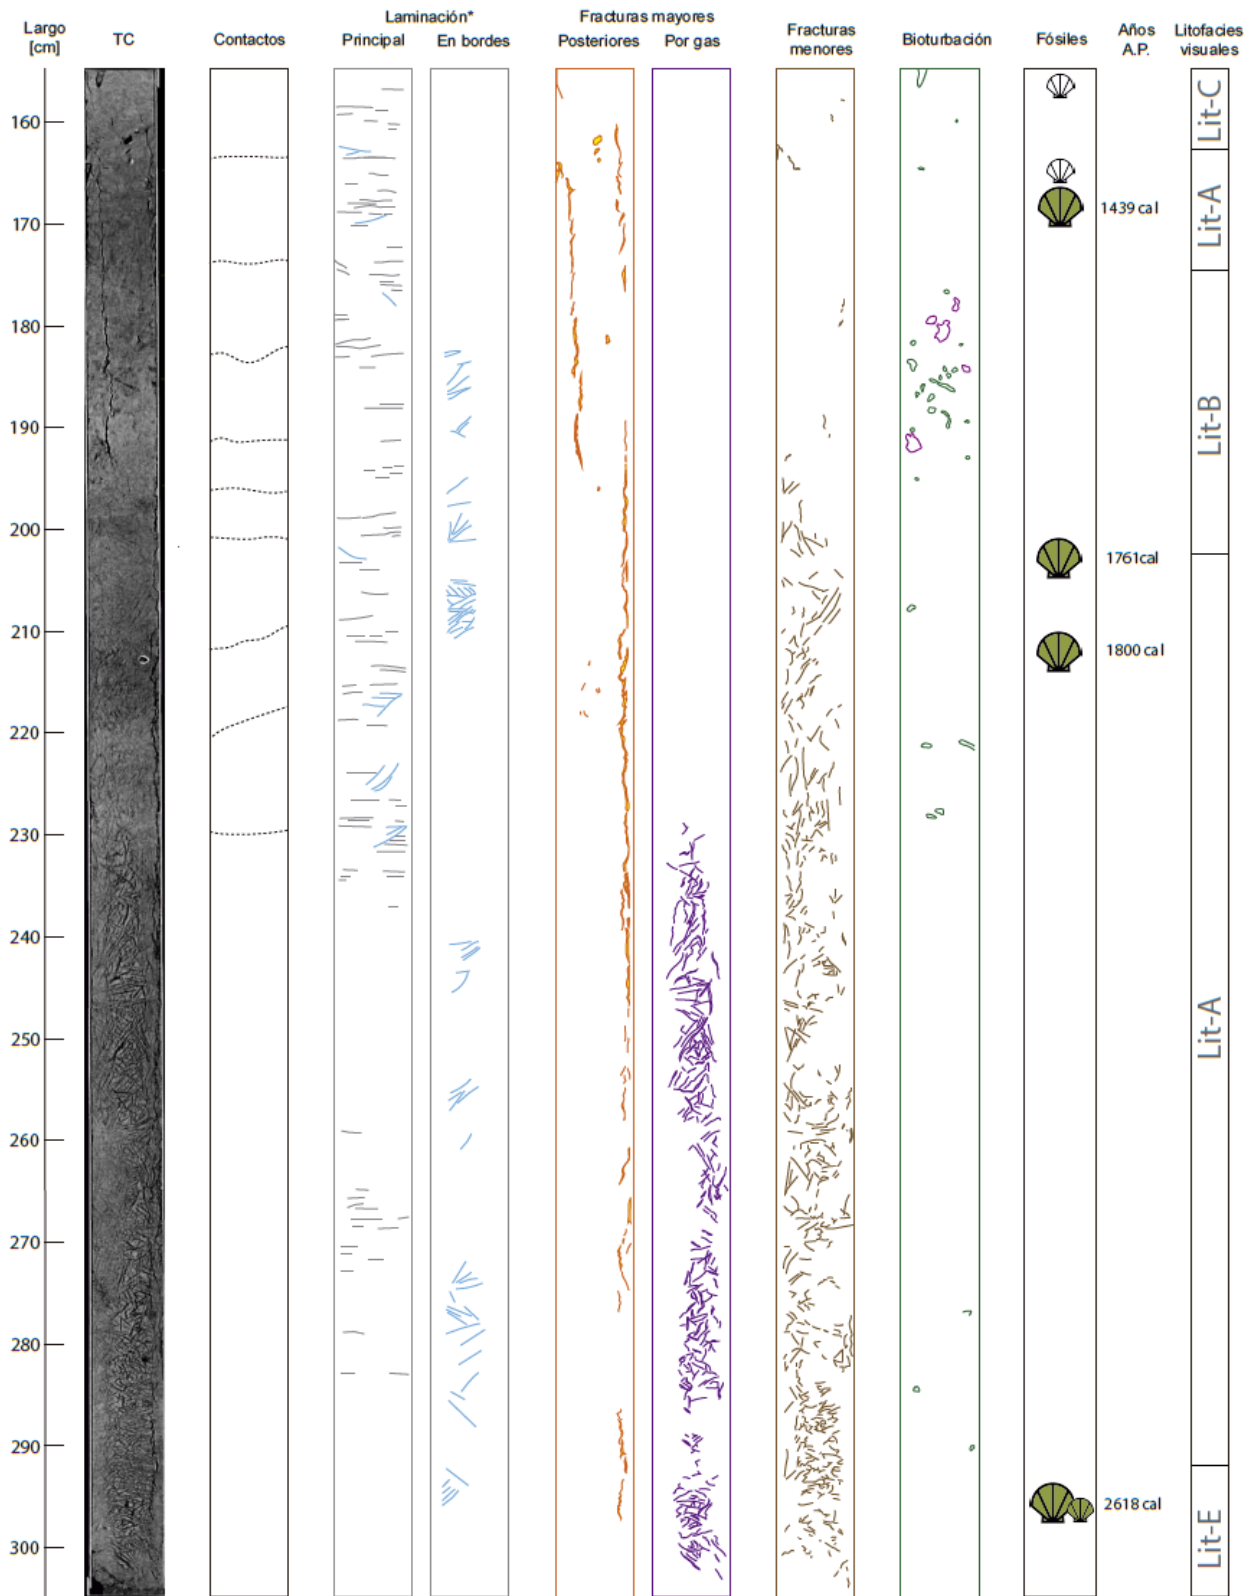 Largo
[cm]
TC
Contactos
Laminación*
Principal
En bordes
Fracturas mayores
Posteriores
Por gas
Fracturas
menores
Bioturbación
Fósiles
Años
A.P.
Litofacies
visuales
160
170
180
190
200
210
220
230
240
250
260
270
280
290
300
1439 cal
1761cal
1800 cal
2618 cal
Lit-C
Lit-A
Lit-B
Lit-A
Lit-E